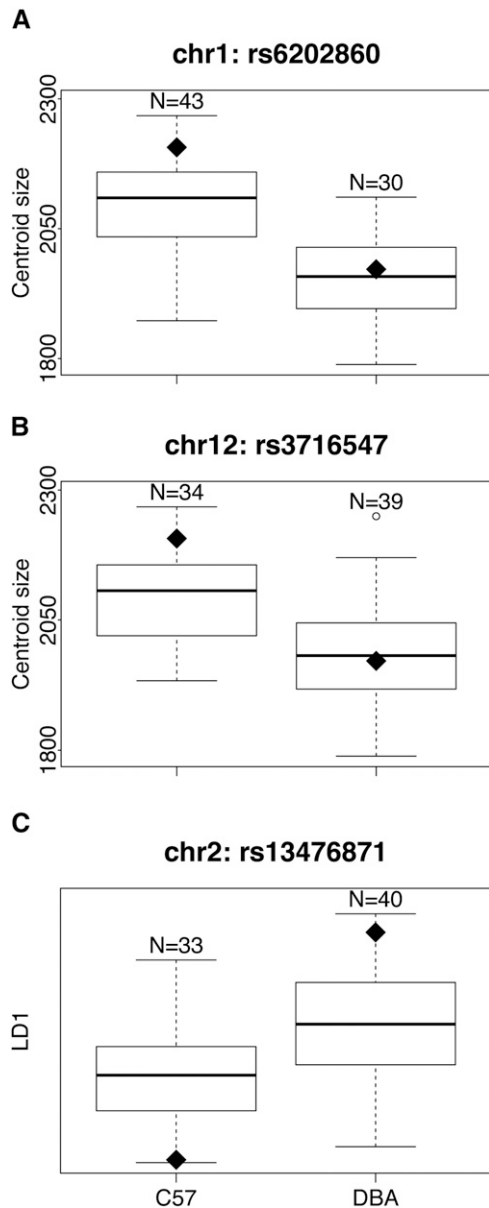 A
chr1: rs6202860
2300
N=43
N=30
2050
Centroid size
1800
B
chr12: rs3716547
2300
N=34
N=39
2050
Centroid size
1800
C
chr2: rs13476871
N=40
N=33
LD1
C57 DBA